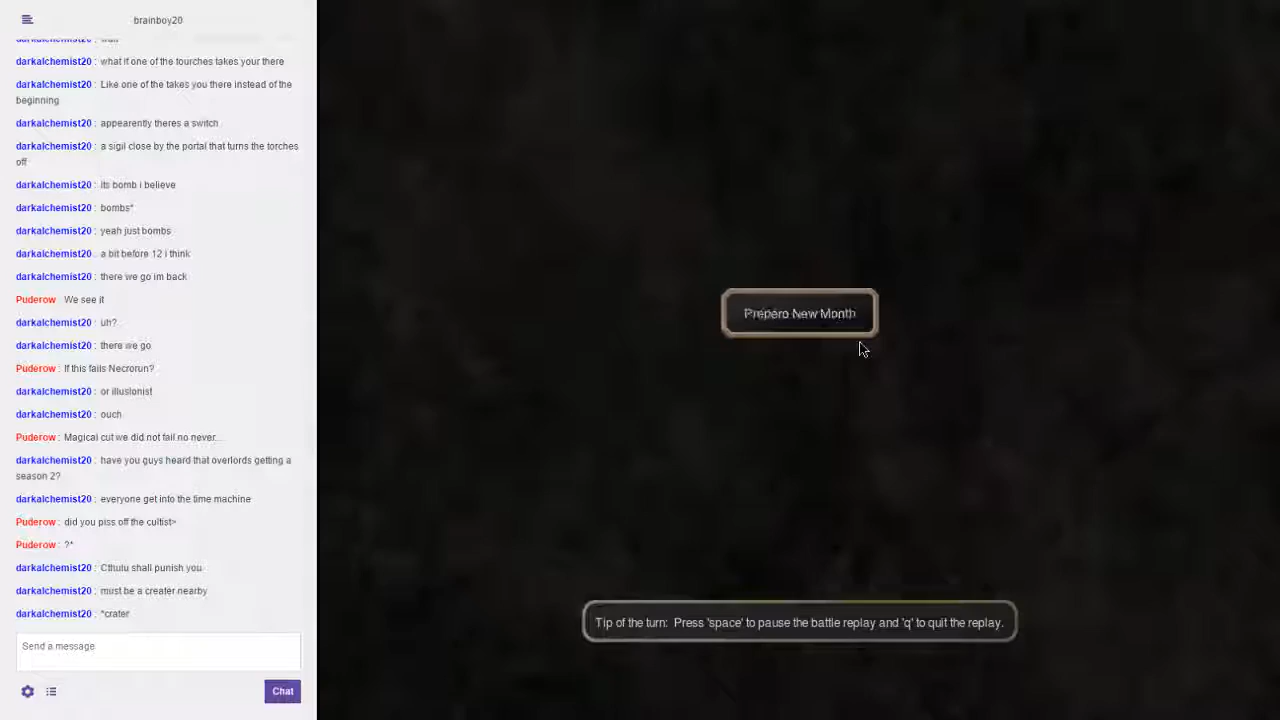 brainboy20
darkalchemist20 : wait
darkalchemist20 : what if one of the tourches takes your there
darkalchemist20 : Like one of the takes you there instead of the
beginning
darkalchemist20 : appearently theres a switch
darkalchemist20 : a sigil close by the portal that turns the torches
off
darkalchemist20 : its bomb i believe
darkalchemist20 : bombs*
darkalchemist20 : yeah just bombs
darkalchemist20 : a bit before 12 i think
darkalchemist20 : there we go im back
Puderow : We see it
darkalchemist20 : uh?
darkalchemist20 : there we go
Puderow : If this fails Necrorun?
darkalchemist20 : or illusionist
darkalchemist20 : ouch
Puderow : Magical cut we did not fail no never....
darkalchemist20 : have you guys heard that overlords getting a
season 2?
darkalchemist20 : everyone get into the time machine
Puderow : did you piss off the cultist>
Puderow : ?*
darkalchemist20 : Cthulu shall punish you
darkalchemist20 : must be a creater nearby
darkalchemist20 : *crater
Send a message
Chat
Prepare New Month
Tip of the turn: Press 'space' to pause the battle replay and 'q' to quit the replay.